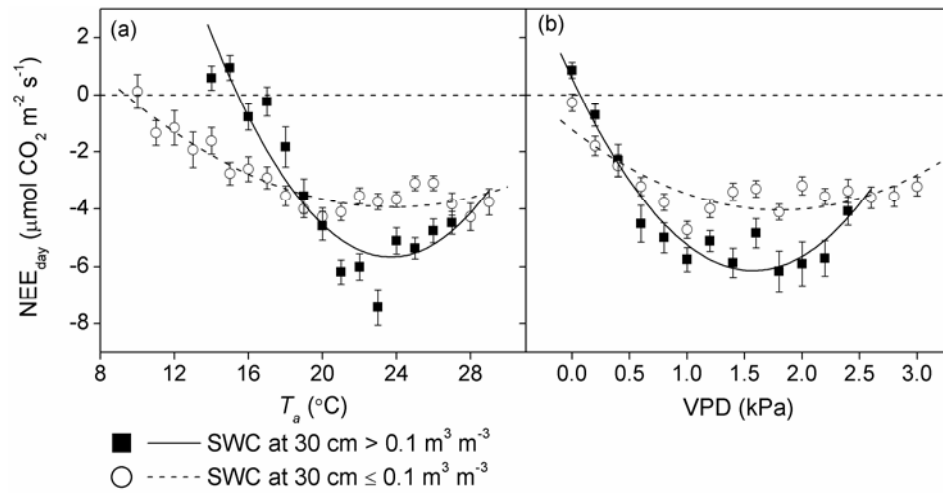 (a)
(b)
2
0
-2
-4
-6
-8
NEE_day (μmol CO₂ m⁻² s⁻¹)
8 12 16 20 24 28
0.0 0.5 1.0 1.5 2.0 2.5 3.0
T_a (°C)
VPD (kPa)
SWC at 30 cm > 0.1 m³ m⁻³
SWC at 30 cm ≤ 0.1 m³ m⁻³